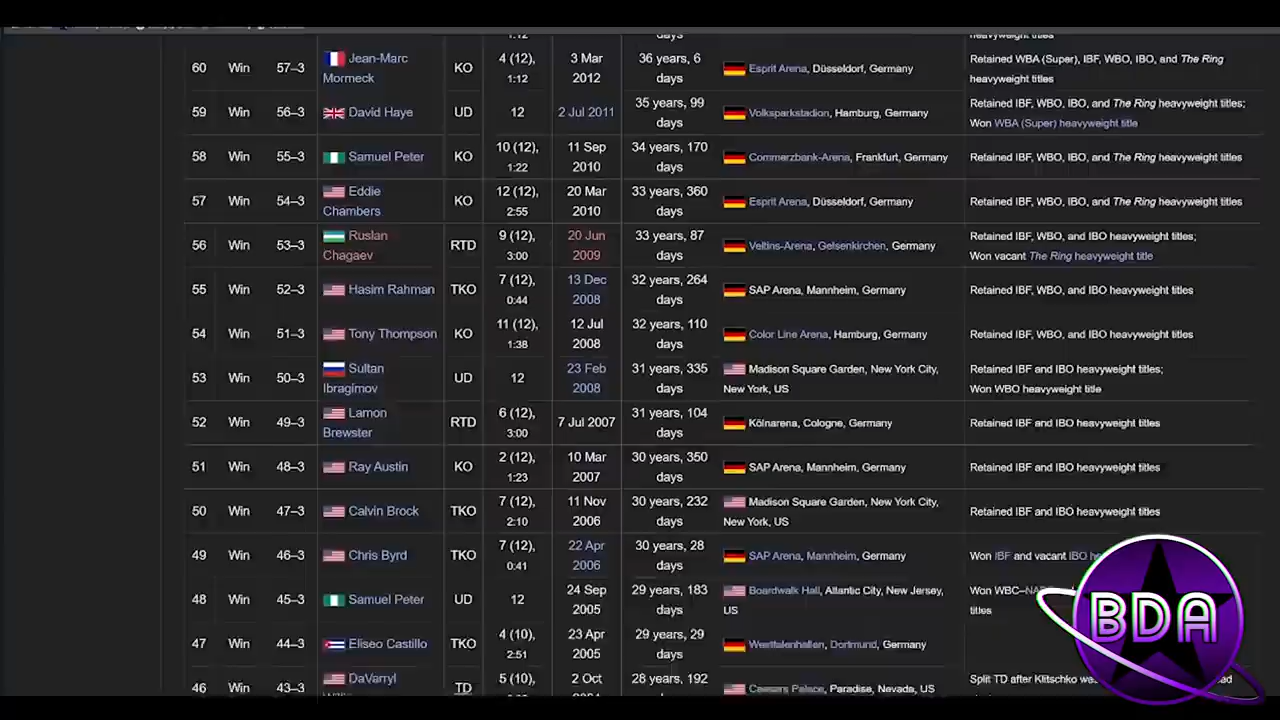 1:12 days heavyweight titles
60 Win 57–3 Jean-Marc Mormeck KO 4 (12), 1:12 3 Mar 2012 36 years, 6 days Esprit Arena, Düsseldorf, Germany Retained WBA (Super), IBF, WBO, IBO, and The Ring heavyweight titles
59 Win 56–3 David Haye UD 12 2 Jul 2011 35 years, 99 days Volksparkstadion, Hamburg, Germany Retained IBF, WBO, IBO, and The Ring heavyweight titles; Won WBA (Super) heavyweight title
58 Win 55–3 Samuel Peter KO 10 (12), 1:22 11 Sep 2010 34 years, 170 days Commerzbank-Arena, Frankfurt, Germany Retained IBF, WBO, IBO, and The Ring heavyweight titles
57 Win 54–3 Eddie Chambers KO 12 (12), 2:55 20 Mar 2010 33 years, 360 days Esprit Arena, Düsseldorf, Germany Retained IBF, WBO, IBO, and The Ring heavyweight titles
56 Win 53–3 Ruslan Chagaev RTD 9 (12), 3:00 20 Jun 2009 33 years, 87 days Veltins-Arena, Gelsenkirchen, Germany Retained IBF, WBO, and IBO heavyweight titles; Won vacant The Ring heavyweight title
55 Win 52–3 Hasim Rahman TKO 7 (12), 0:44 13 Dec 2008 32 years, 264 days SAP Arena, Mannheim, Germany Retained IBF, WBO, and IBO heavyweight titles
54 Win 51–3 Tony Thompson KO 11 (12), 1:38 12 Jul 2008 32 years, 110 days Color Line Arena, Hamburg, Germany Retained IBF, WBO, and IBO heavyweight titles
53 Win 50–3 Sultan Ibragimov UD 12 23 Feb 2008 31 years, 335 days Madison Square Garden, New York City, New York, US Retained IBF and IBO heavyweight titles; Won WBO heavyweight title
52 Win 49–3 Lamon Brewster RTD 6 (12), 3:00 7 Jul 2007 31 years, 104 days Kölnarena, Cologne, Germany Retained IBF and IBO heavyweight titles
51 Win 48–3 Ray Austin KO 2 (12), 1:23 10 Mar 2007 30 years, 350 days SAP Arena, Mannheim, Germany Retained IBF and IBO heavyweight titles
50 Win 47–3 Calvin Brock TKO 7 (12), 2:10 11 Nov 2006 30 years, 232 days Madison Square Garden, New York City, New York, US Retained IBF and IBO heavyweight titles
49 Win 46–3 Chris Byrd TKO 7 (12), 0:41 22 Apr 2006 30 years, 28 days SAP Arena, Mannheim, Germany Won IBF and vacant IBO
48 Win 45–3 Samuel Peter UD 12 24 Sep 2005 29 years, 183 days Boardwalk Hall, Atlantic City, New Jersey, US Won WBC– titles
47 Win 44–3 Eliseo Castillo TKO 4 (10), 2:51 23 Apr 2005 29 years, 29 days Westfalenhallen, Dortmund, Germany
46 Win 43–3 DaVarryl TD 5 (10), 2 Oct 28 years, 192 Caesars Palace, Paradise, Nevada, US Split TD after Klitschko
BDA